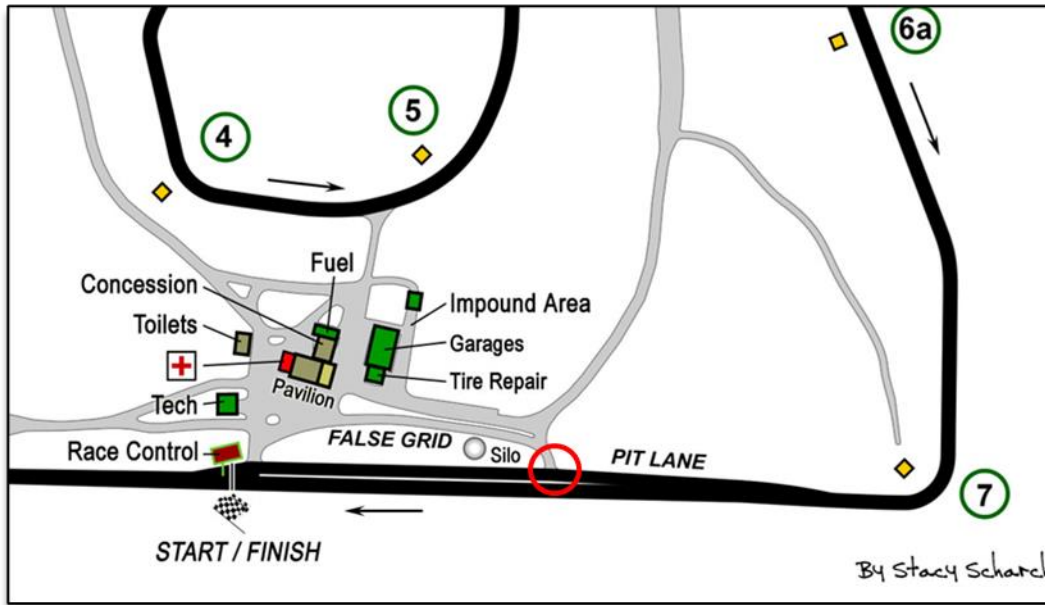 6a
5
4
Fuel
Concession
Impound Area
Toilets
Garages
Tire Repair
Pavilion
Tech
FALSE GRID
Race Control
Silo
PIT LANE
7
START / FINISH
By Stacy Scharch